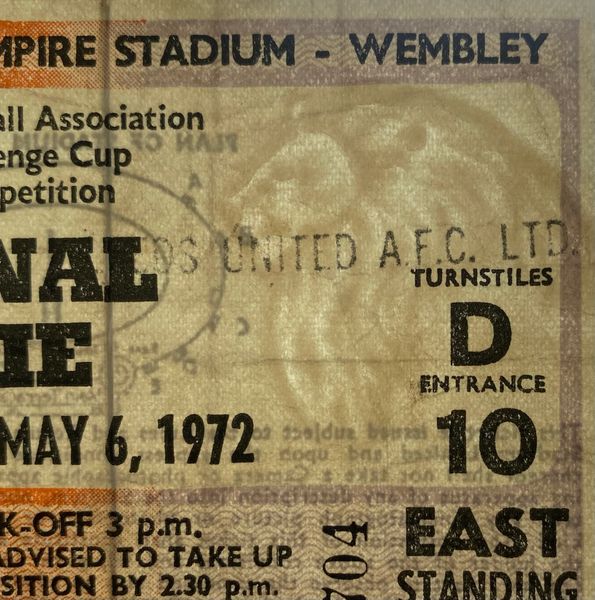 MPIRE STADIUM - WEMBLEY
all Association
enge Cup
petition
UNITED A.F.C. LTD.
NAL
TURNSTILES
D
IE
ENTRANCE
MAY 6, 1972
10
K-OFF 3 p.m.
EAST
ADVISED TO TAKE UP
704
SITION BY 2.30 p.m.
STANDING